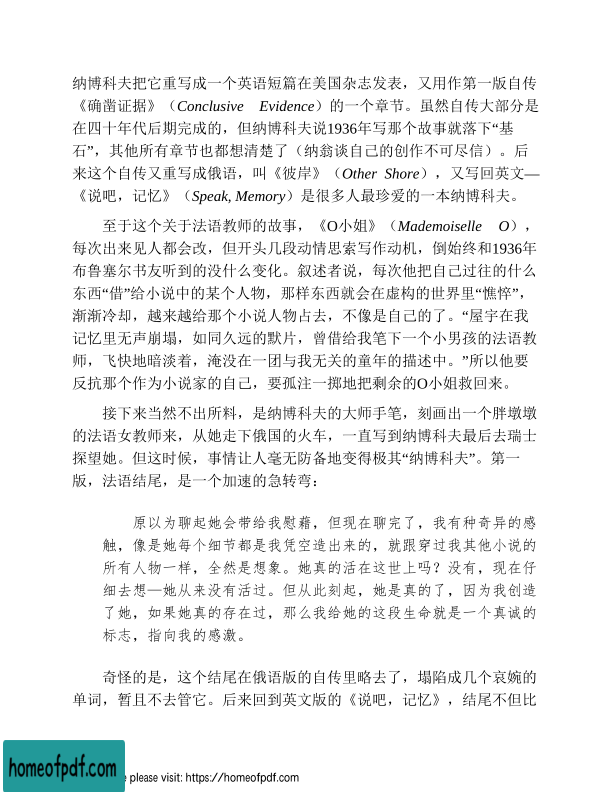 纳博科夫把它重写成一个英语短篇在美国杂志发表，又用作第一版自传
《确凿证据》（Conclusive Evidence）的一个章节。虽然自传大部分是
在四十年代后期完成的，但纳博科夫说1936年写那个故事就落下“基
石”，其他所有章节也都想清楚了（纳翁谈自己的创作不可尽信）。后
来这个自传又重写成俄语，叫《彼岸》（Other Shore），又写回英文—
《说吧，记忆》（Speak, Memory）是很多人最珍爱的一本纳博科夫。
至于这个关于法语教师的故事，《O小姐》（Mademoiselle O），
每次出来见人都会改，但开头几段动情思索写作动机，倒始终和1936年
布鲁塞尔书友听到的没什么变化。叙述者说，每次他把自己过往的什么
东西“借”给小说中的某个人物，那样东西就会在虚构的世界里“憔悴”，
渐渐冷却，越来越给那个小说人物占去，不像是自己的了。“屋宇在我
记忆里无声崩塌，如同久远的默片，曾借给我笔下一个小男孩的法语教
师，飞快地暗淡着，淹没在一团与我无关的童年的描述中。”所以他要
反抗那个作为小说家的自己，要孤注一掷地把剩余的O小姐救回来。
接下来当然不出所料，是纳博科夫的大师手笔，刻画出一个胖墩墩
的法语女教师来，从她走下俄国的火车，一直写到纳博科夫最后去瑞士
探望她。但这时候，事情让人毫无防备地变得极其“纳博科夫”。第一
版，法语结尾，是一个加速的急转弯：
原以为聊起她会带给我慰藉，但现在聊完了，我有种奇异的感
触，像是她每个细节都是我凭空造出来的，就跟穿过我其他小说的
所有人物一样，全然是想象。她真的活在这世上吗？没有，现在仔
细去想—她从来没有活过。但从此刻起，她是真的了，因为我创造
了她，如果她真的存在过，那么我给她的这段生命就是一个真诚的
标志，指向我的感激。
奇怪的是，这个结尾在俄语版的自传里略去了，塌陷成几个哀婉的
单词，暂且不去管它。后来回到英文版的《说吧，记忆》，结尾不但比
homeofpdf.com
e please visit: https://homeofpdf.com